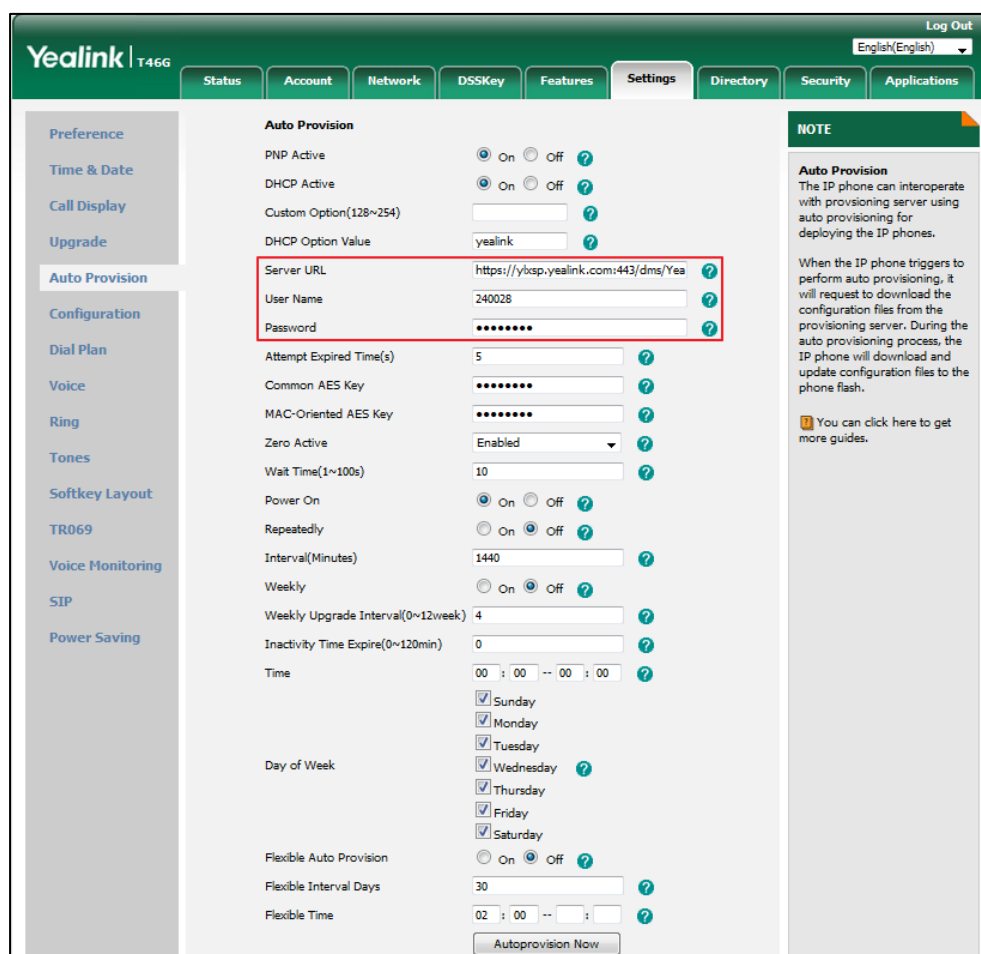 Log Out
Yealink | T46G
English(English)
Status Account Network DSSKey Features Settings Directory Security Applications
Preference
Time & Date
Call Display
Upgrade
Auto Provision
Configuration
Dial Plan
Voice
Ring
Tones
Softkey Layout
TR069
Voice Monitoring
SIP
Power Saving
Auto Provision
PNP Active On Off ?
DHCP Active On Off ?
Custom Option(128~254) ?
DHCP Option Value yealink ?
Server URL https://ylxsp.yealink.com:443/dms/Yea ?
User Name 240028 ?
Password •••••••• ?
Attempt Expired Time(s) 5 ?
Common AES Key •••••••• ?
MAC-Oriented AES Key •••••••• ?
Zero Active Enabled ?
Wait Time(1~100s) 10 ?
Power On On Off ?
Repeatedly On Off ?
Interval(Minutes) 1440 ?
Weekly On Off ?
Weekly Upgrade Interval(0~12week) 4 ?
Inactivity Time Expire(0~120min) 0 ?
Time 00 : 00 -- 00 : 00 ?
Sunday
Monday
Tuesday
Day of Week Wednesday ?
Thursday
Friday
Saturday
Flexible Auto Provision On Off ?
Flexible Interval Days 30 ?
Flexible Time 02 : 00 -- : ?
Autoprovision Now
NOTE
Auto Provision
The IP phone can interoperate
with provsioning server using
auto provisioning for
deploying the IP phones.
When the IP phone triggers to
perform auto provisioning, it
will request to download the
configuration files from the
provisioning server. During the
auto provisioning process, the
IP phone will download and
update configuration files to the
phone flash.
? You can click here to get
more guides.